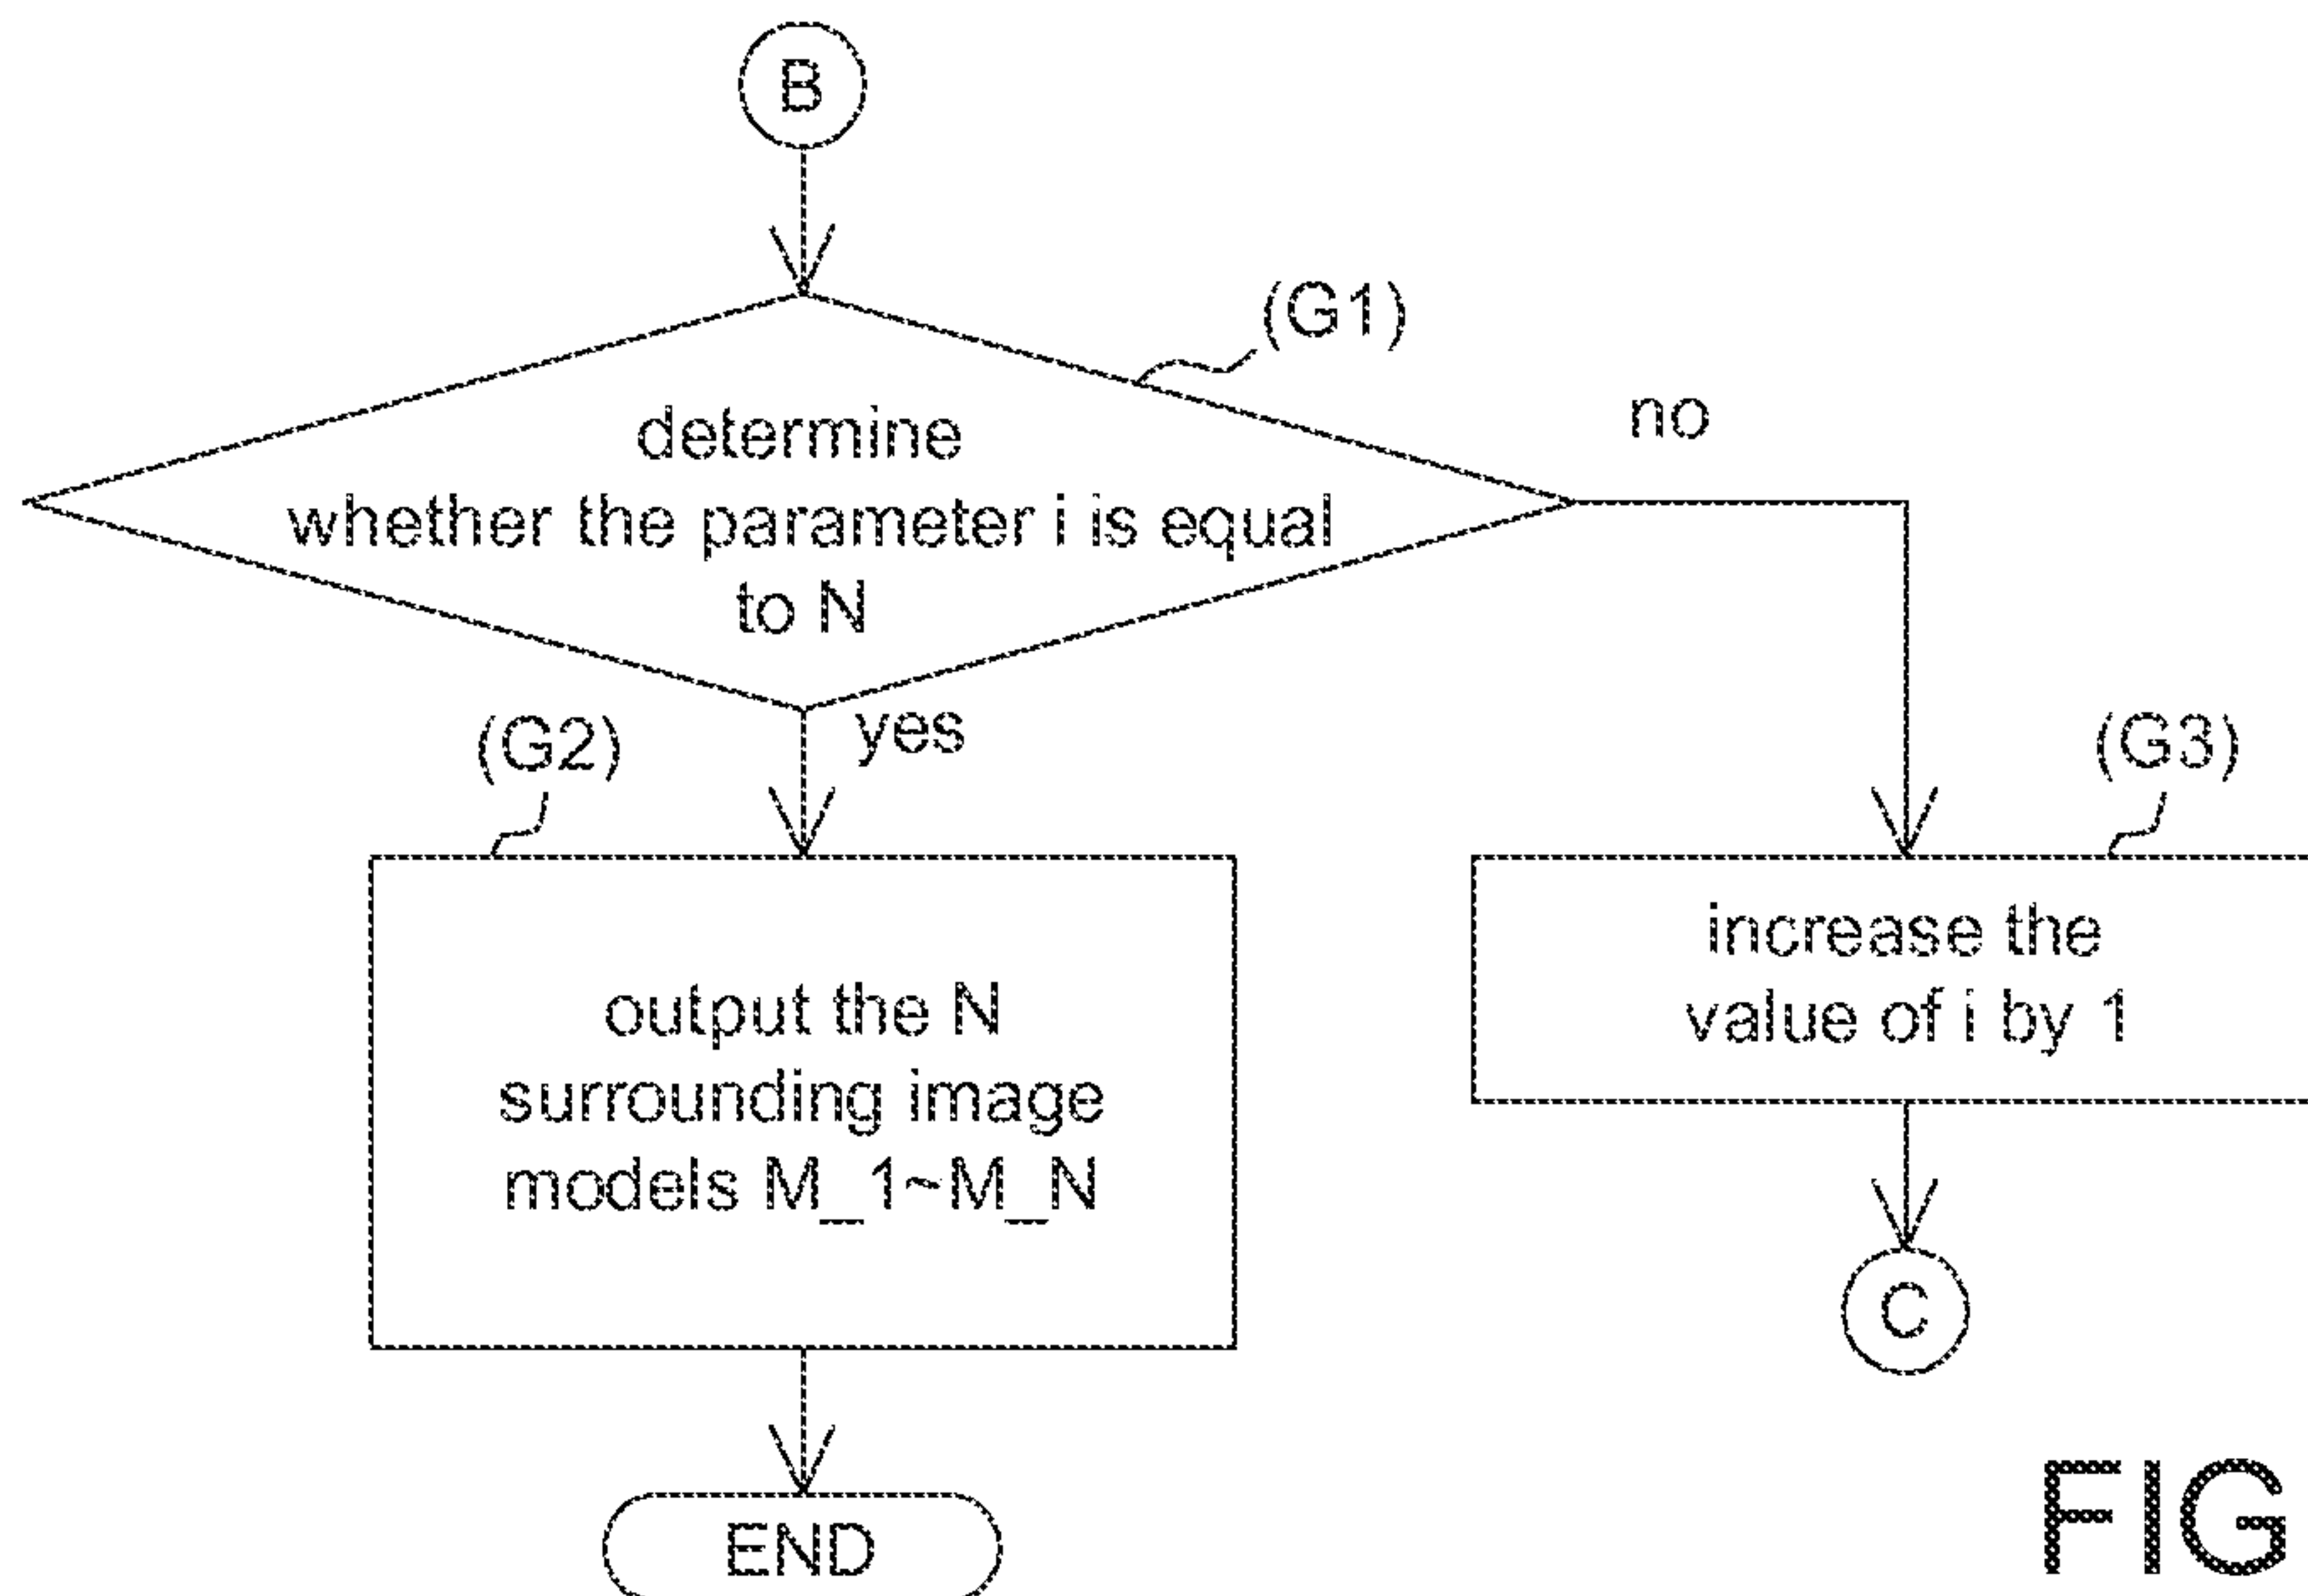 B
(G1)
determine
whether the parameter i is equal
to N
no
yes
(G2)
output the N
surrounding image
models M_1~M_N
END
(G3)
increase the
value of i by 1
C
FIG